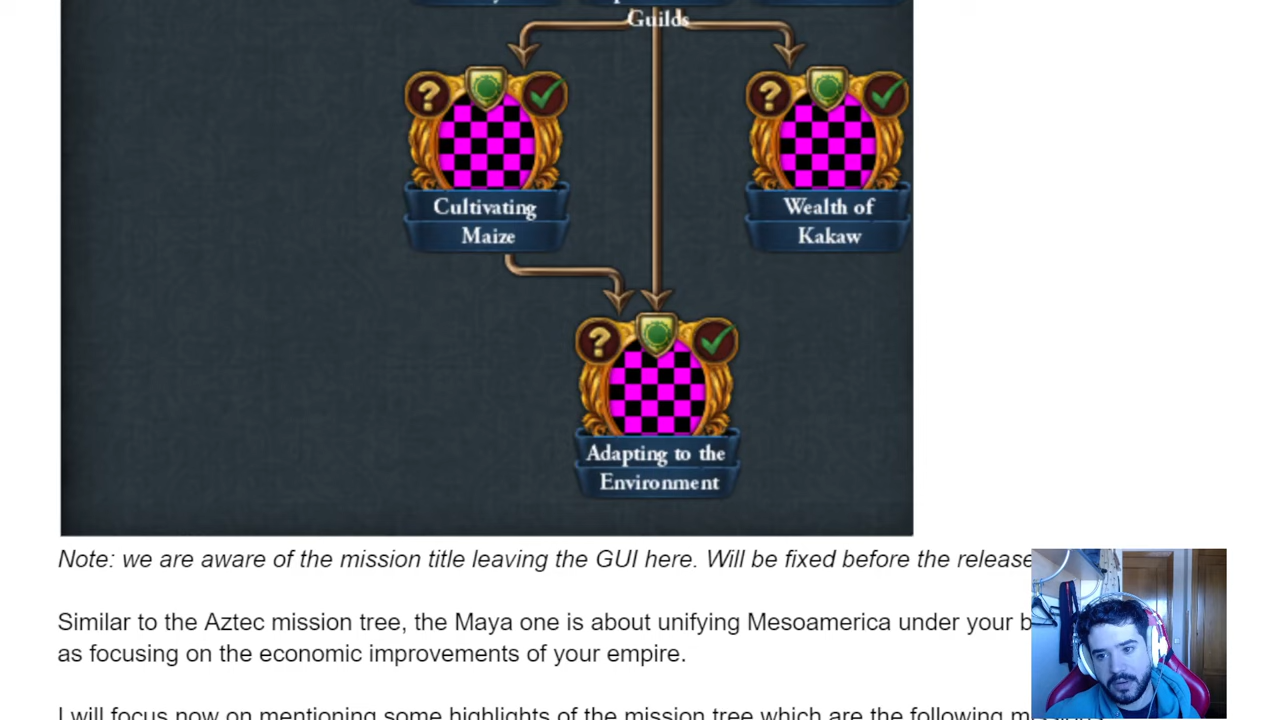 Guilds
Cultivating
Maize
Wealth of
Kakaw
Adapting to the
Environment
Note: we are aware of the mission title leaving the GUI here. Will be fixed before the release
Similar to the Aztec mission tree, the Maya one is about unifying Mesoamerica under your
as focusing on the economic improvements of your empire.
I will focus now on mentioning some highlights of the mission tree which are the following